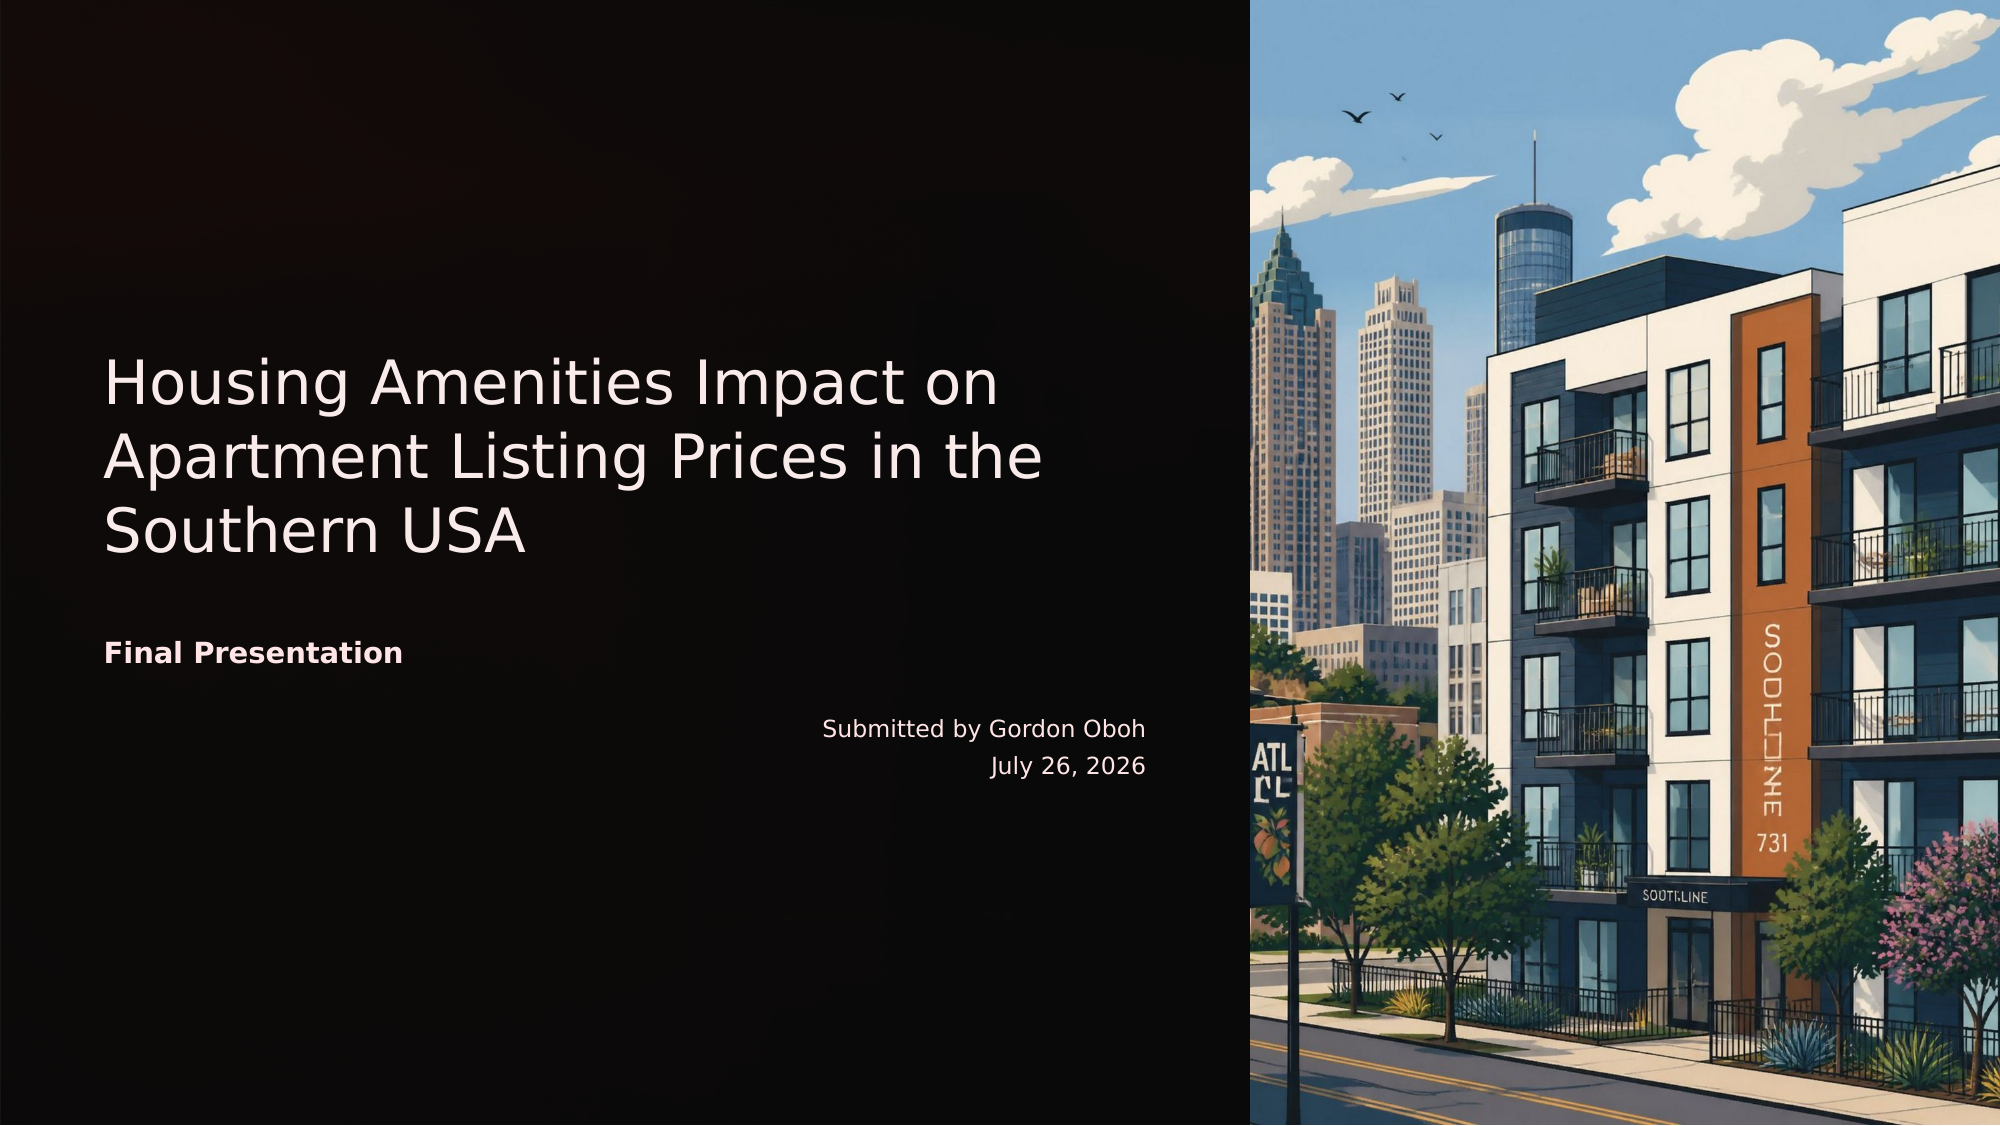 Housing Amenities Impact on
Apartment Listing Prices in the
Southern USA
Final Presentation
Submitted by Gordon Oboh
July 26, 2026
ATL
731